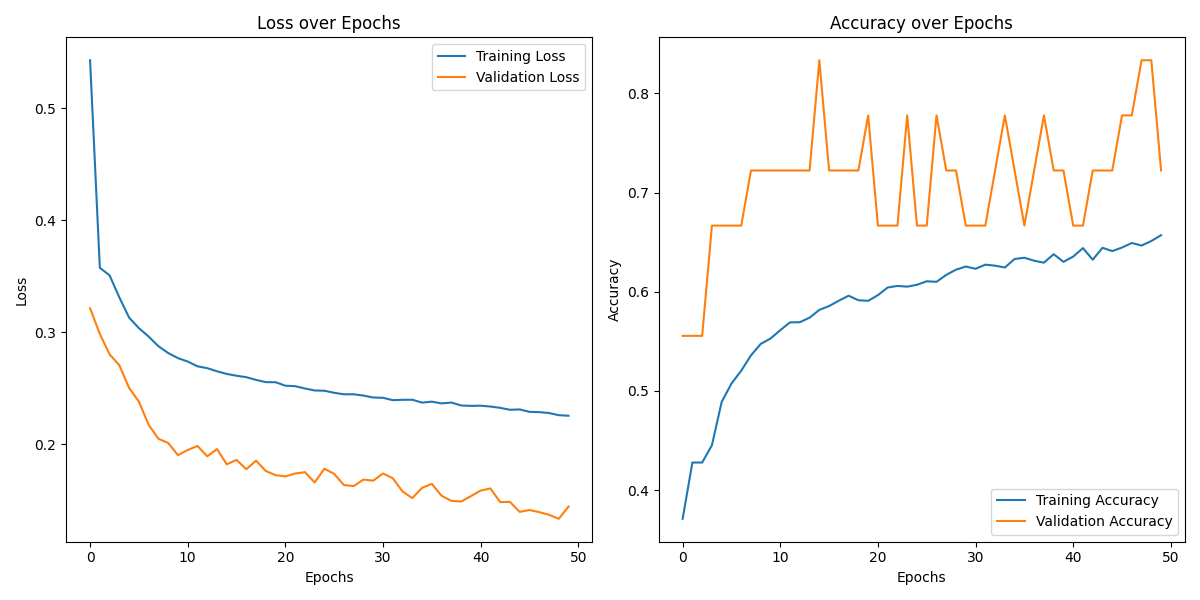 Loss over Epochs
Training Loss
Validation Loss
0.5
0.4
0.3
0.2
Loss
0 10 20 30 40 50
Epochs
Accuracy over Epochs
0.8
0.7
0.6
0.5
0.4
Accuracy
Training Accuracy
Validation Accuracy
0 10 20 30 40 50
Epochs